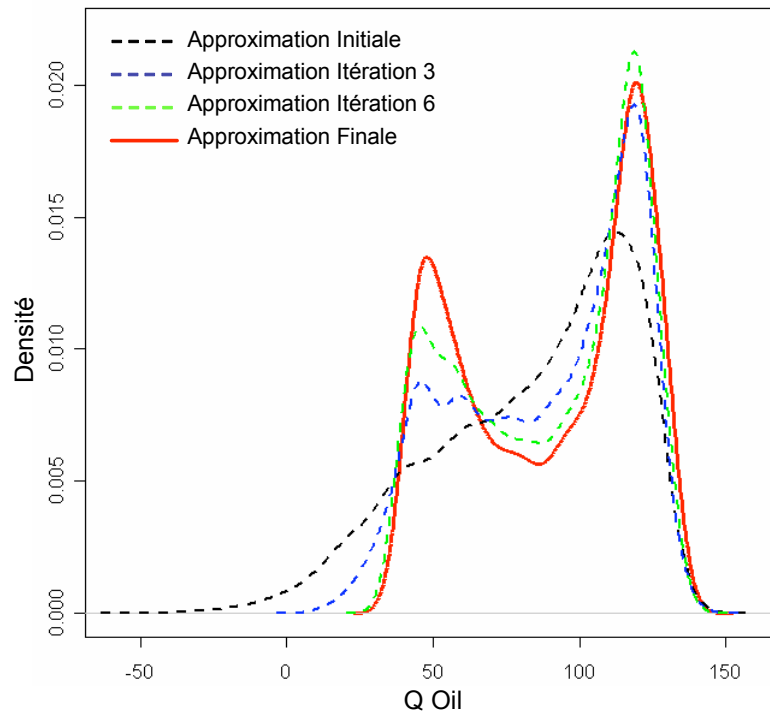 Approximation Initiale
Approximation Itération 3
Approximation Itération 6
Approximation Finale
Densité
0.020
0.015
0.010
0.005
0.000
-50
0
50
100
150
Q Oil